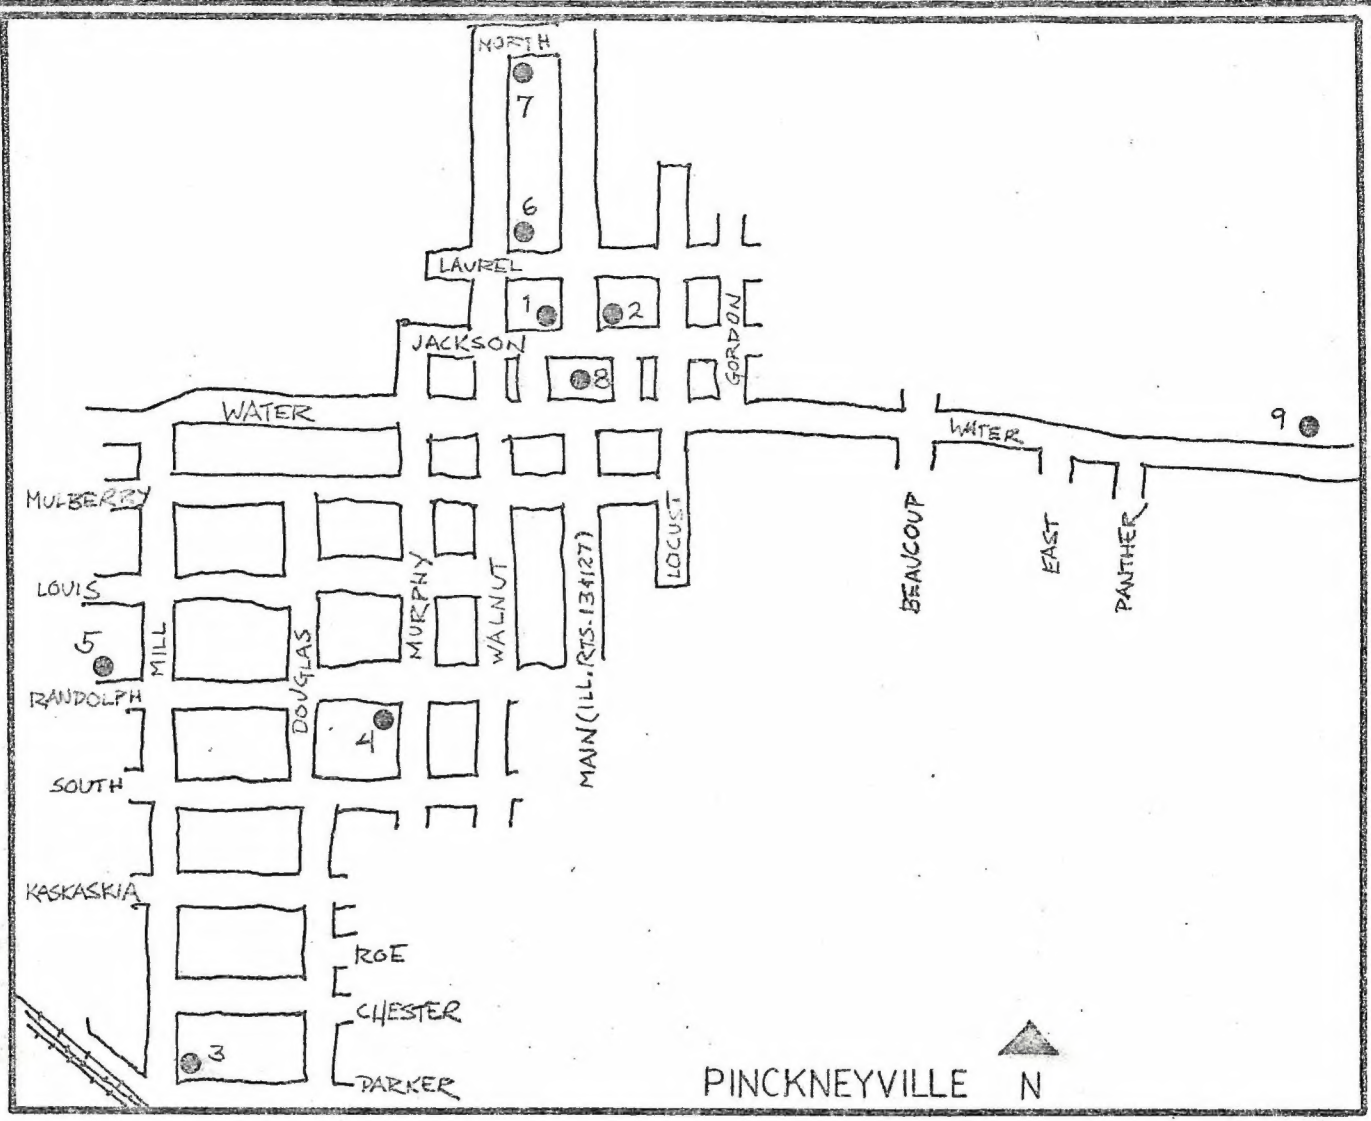 NORTH
7
6
LAUREL
1
2
JACKSON
GORDON
8
WATER
9
WATER
MULBERRY
LOCUST
BEAUCOUP
EAST
PANTHER
LOUIS
MURPHY
WALNUT
MAIN (ILL. RTS. 13&127)
5
MILL
DOUGLAS
RANDOLPH
4
SOUTH
KASKASKIA
ROE
CHESTER
3
PARKER
PINCKNEYVILLE N